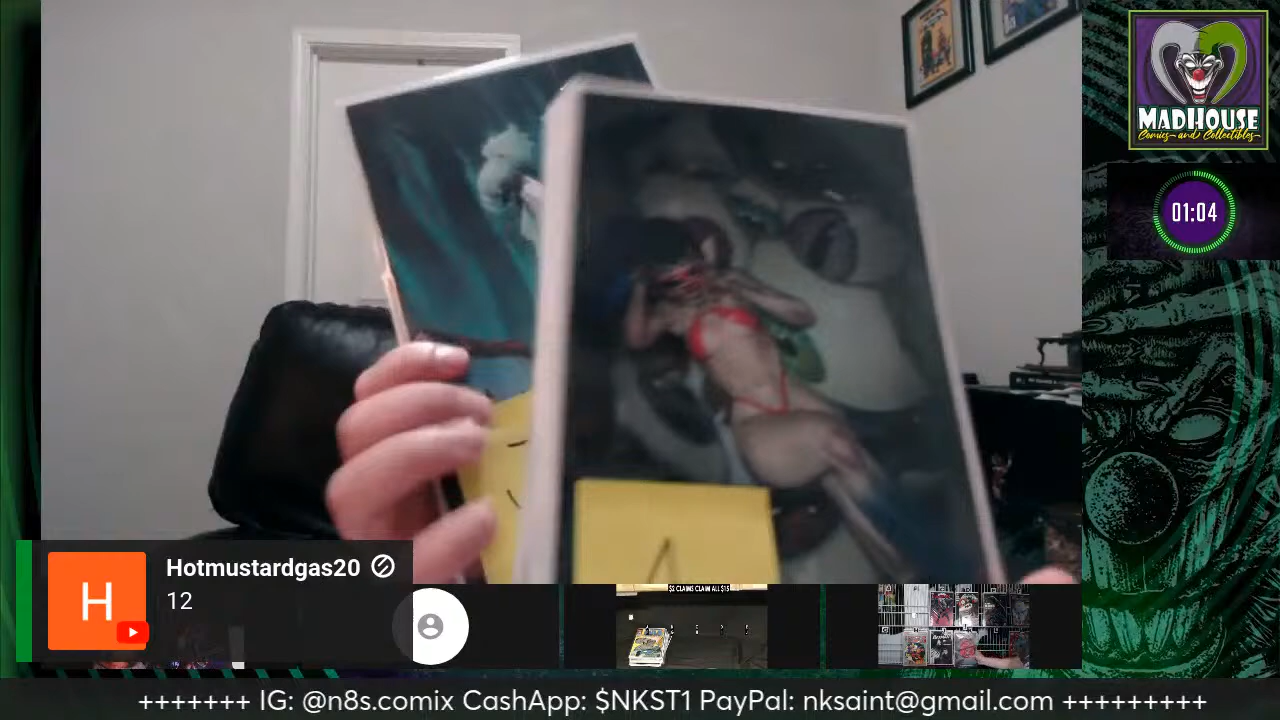 MADHOUSE
Comics and Collectibles
01:04
A
$2 CLAIMS CLAIM ALL $15
H
Hotmustardgas20
12
+++++++ IG: @n8s.comix CashApp: $NKST1 PayPal: nksaint@gmail.com +++++++++